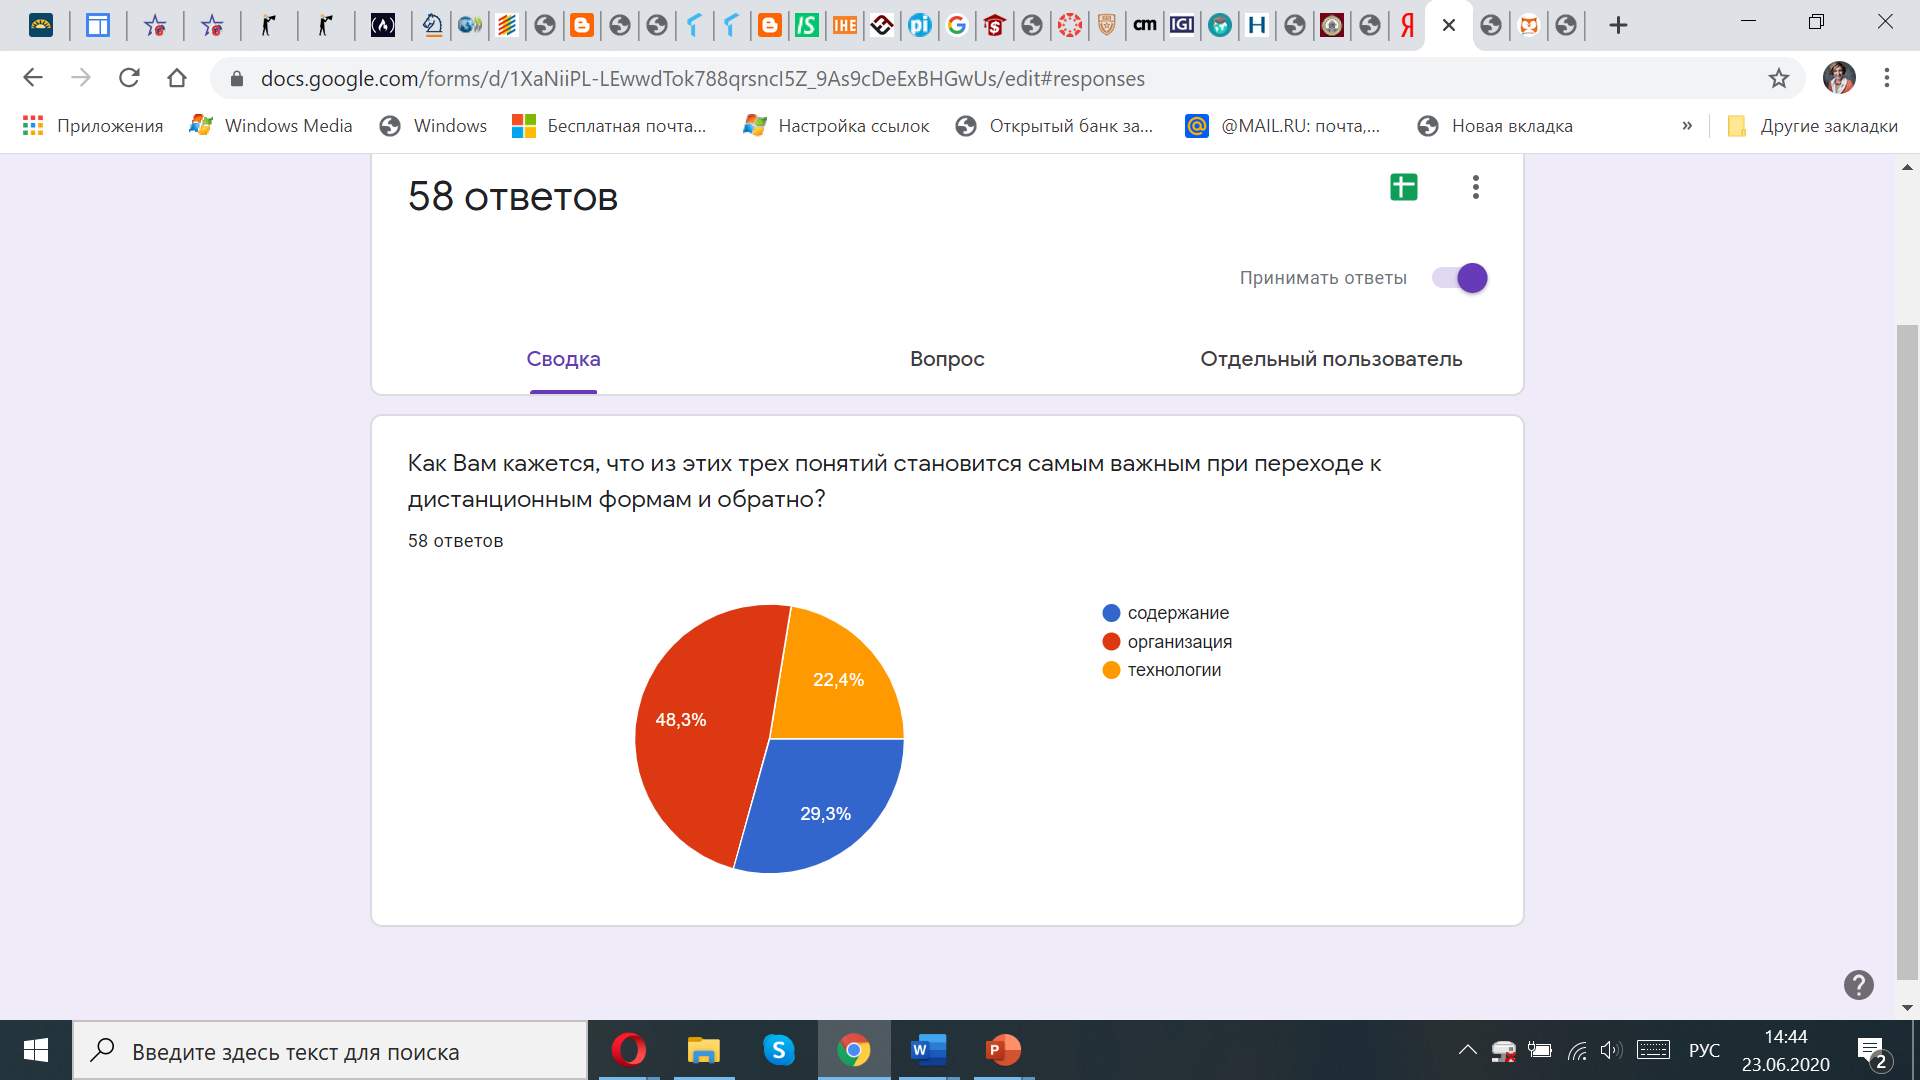 docs.google.com/forms/d/1XaNiiPL-LEwwdTok788qrsncI5Z_9As9cDeExBHGwUs/edit#responses
Приложения Windows Media Windows Бесплатная почта... Настройка ссылок Открытый банк за... @MAIL.RU: почта,... Новая вкладка » Другие закладки
58 ответов
Принимать ответы
Сводка Вопрос Отдельный пользователь
Как Вам кажется, что из этих трех понятий становится самым важным при переходе к
дистанционным формам и обратно?
58 ответов
содержание
организация
технологии
22,4%
48,3%
29,3%
Введите здесь текст для поиска
РУС
14:44
23.06.2020
2